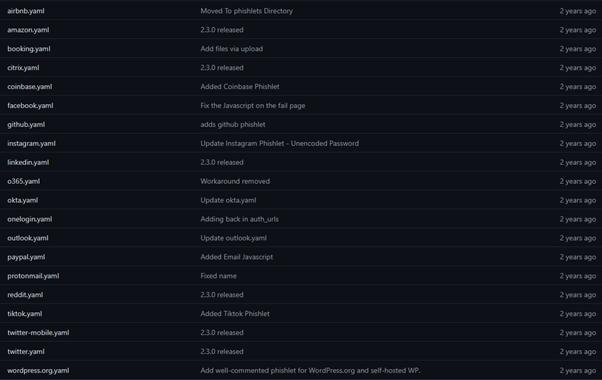 airbnb.yaml Moved To phishlets Directory 2 years ago
amazon.yaml 2.3.0 released 2 years ago
booking.yaml Add files via upload 2 years ago
citrix.yaml 2.3.0 released 2 years ago
coinbase.yaml Added Coinbase Phishlet 2 years ago
facebook.yaml Fix the Javascript on the fail page 2 years ago
github.yaml adds github phishlet 2 years ago
instagram.yaml Update Instagram Phishlet - Unencoded Password 2 years ago
linkedin.yaml 2.3.0 released 2 years ago
o365.yaml Workaround removed 2 years ago
okta.yaml Update okta.yaml 2 years ago
onelogin.yaml Adding back in auth_urls 2 years ago
outlook.yaml Update outlook.yaml 2 years ago
paypal.yaml Added Email Javascript 2 years ago
protonmail.yaml Fixed name 2 years ago
reddit.yaml 2.3.0 released 2 years ago
tiktok.yaml Added Tiktok Phishlet 2 years ago
twitter-mobile.yaml 2.3.0 released 2 years ago
twitter.yaml 2.3.0 released 2 years ago
wordpress.org.yaml Add well-commented phishlet for WordPress.org and self-hosted WP. 2 years ago